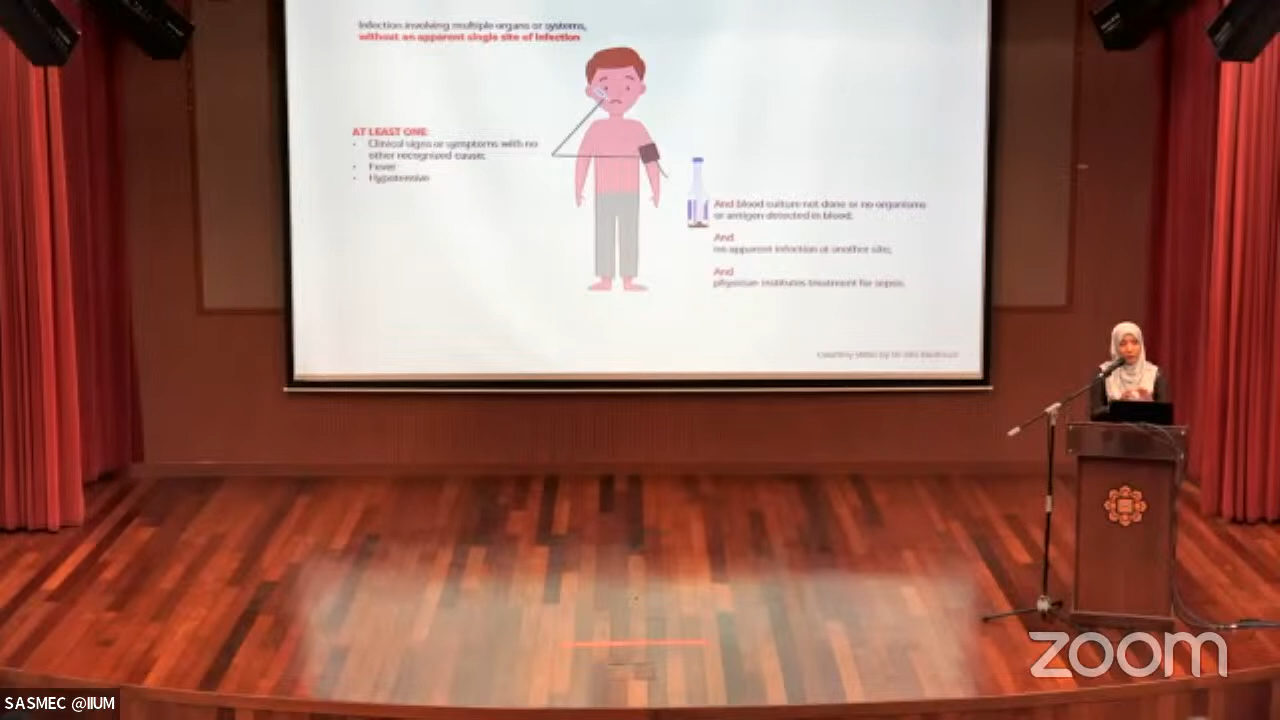 Infection involving multiple organs or systems,
without an apparent single site of infection
AT LEAST ONE:
• Clinical signs or symptoms with no
other recognized cause;
• Fever
• Hypotensive
And blood culture not done or no organisms
or antigen detected in blood;
And
no apparent infection at another site,
And
physician institutes treatment for sepsis.
zoom
SASMEC @IIUM